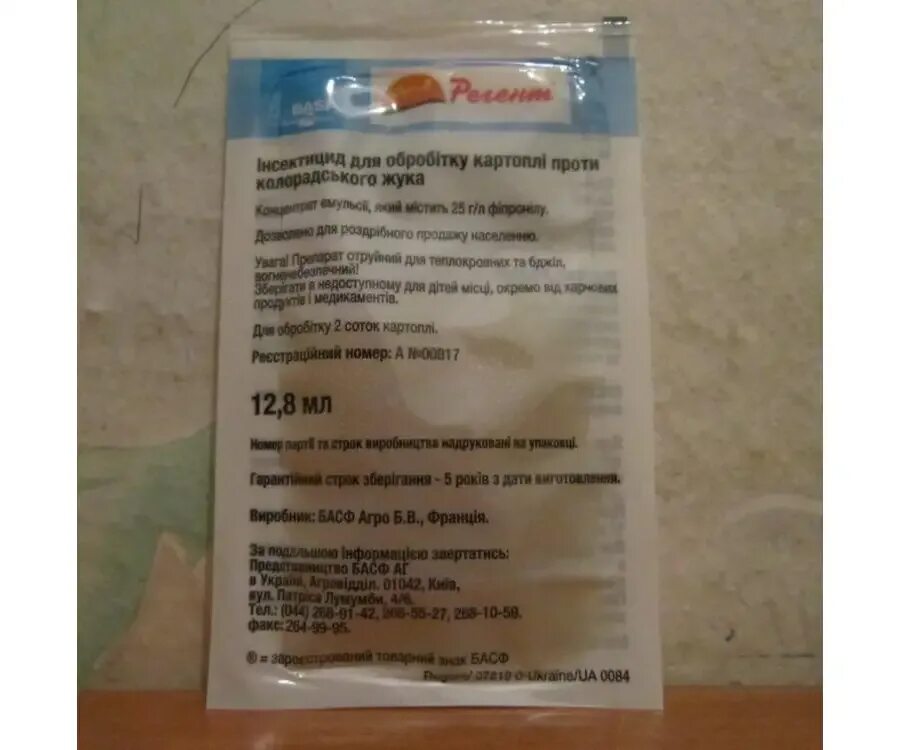 BASF
Регент
Інсектицид для обробітку картоплі проти
колорадського жука
Концентрат емульсії, який містить 25 г/л фіпронілу.
Дозволено для роздрібного продажу населенню.
Увага! Препарат отруйний для теплокровних та бджіл,
вогненебезпечний!
Зберігати в недоступному для дітей місці, окремо від харчових
продуктів і медикаментів.
Для обробітку 2 соток картоплі.
Реєстраційний номер: А №00817
12,8 мл
Номер партії та строк виробництва надруковані на упаковці.
Гарантійний строк зберігання - 5 років з дати виготовлення.
Виробник: БАСФ Агро Б.В., Франція.
За подальшою інформацією звертатись:
Представництво БАСФ АГ
в Україні, Агровідділ. 01042, Київ,
вул. Патріса Лумумби, 4/6.
Тел.: (044) 268-91-42, 268-55-27, 268-10-59.
факс: 264-99-95.
® = зареєстрований товарний знак БАСФ
Ukraine/UA 0084